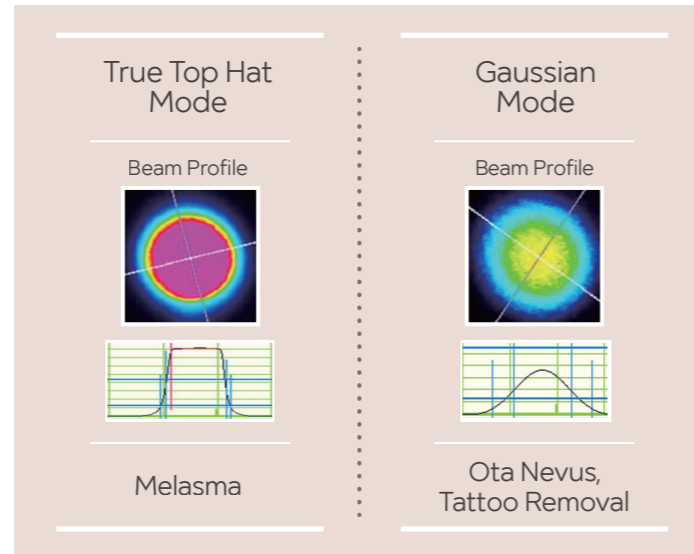 True Top Hat
Mode
Beam Profile
Melasma
Gaussian
Mode
Beam Profile
Ota Nevus,
Tattoo Removal